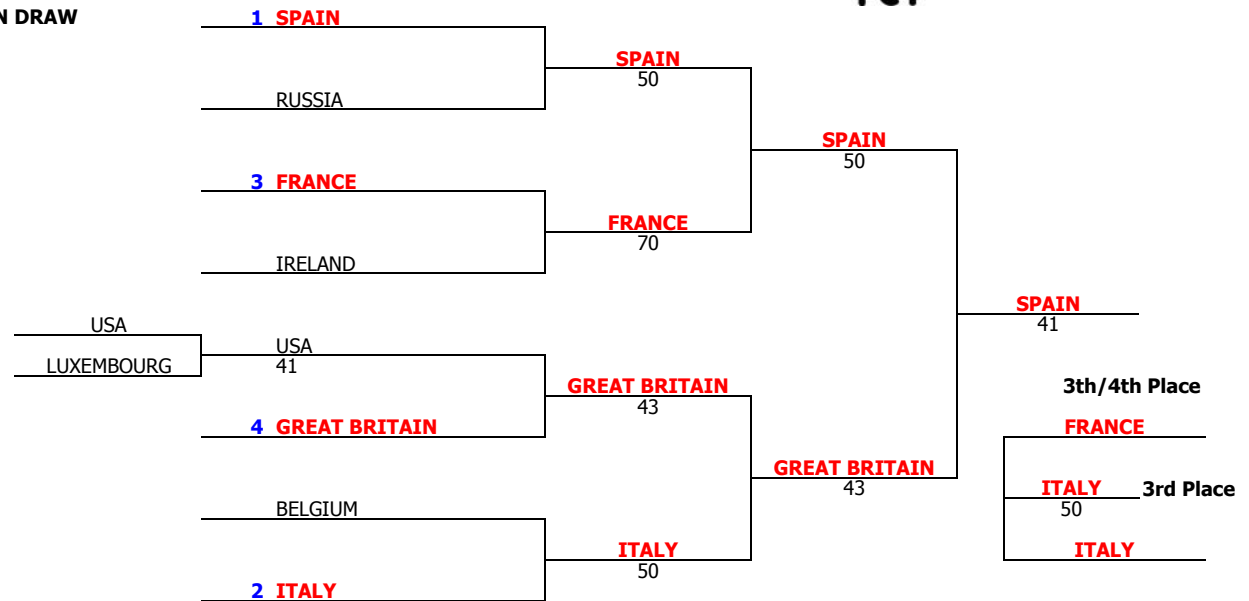 N DRAW
1 SPAIN
SPAIN
50
RUSSIA
SPAIN
50
3 FRANCE
FRANCE
70
IRELAND
SPAIN
41
USA
USA
41
LUXEMBOURG
GREAT BRITAIN
43
3th/4th Place
4 GREAT BRITAIN
FRANCE
GREAT BRITAIN
43
ITALY 3rd Place
50
BELGIUM
ITALY
50
ITALY
2 ITALY